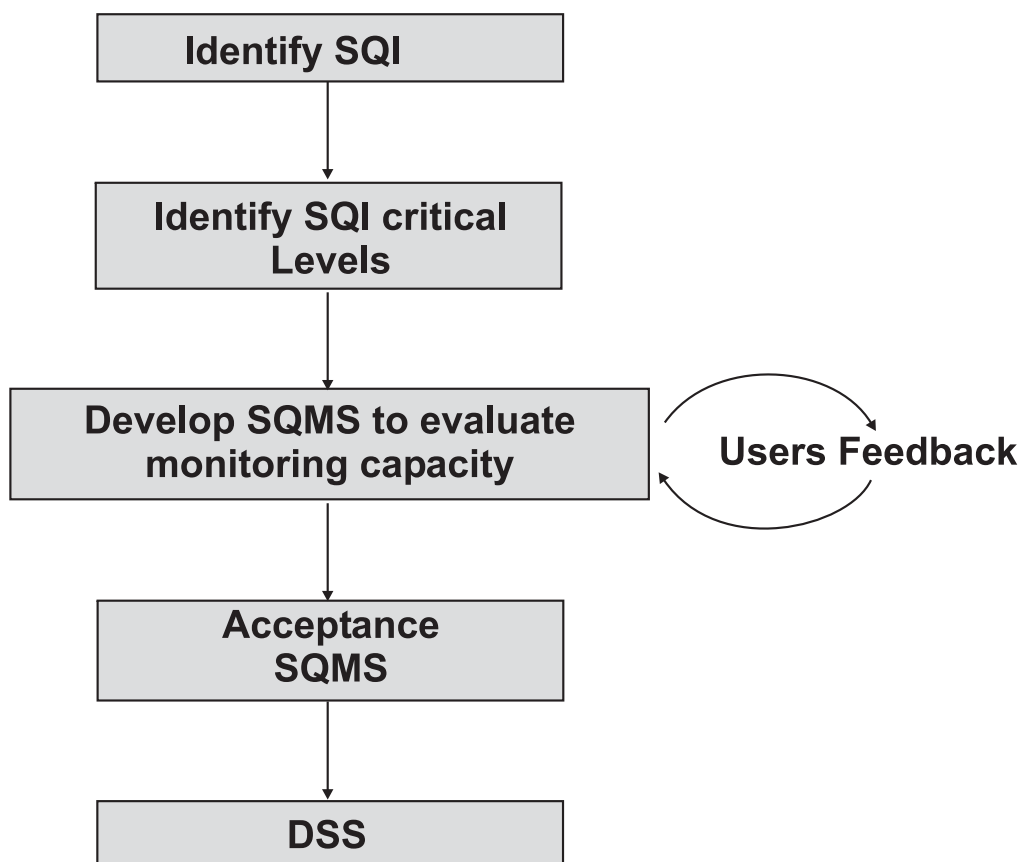 Identify SQI
Identify SQI critical
Levels
Develop SQMS to evaluate
monitoring capacity
Users Feedback
Acceptance
SQMS
DSS